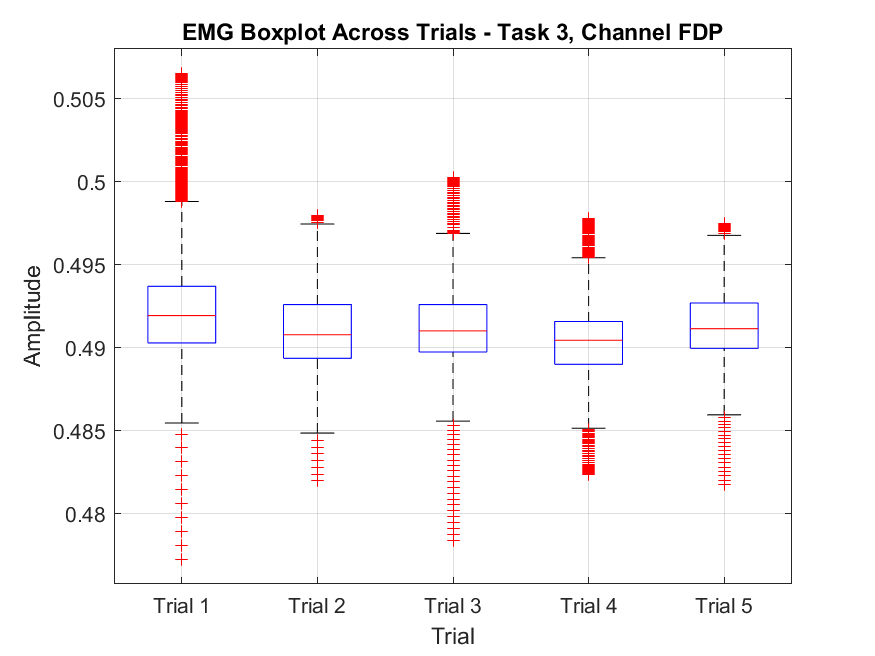 EMG Boxplot Across Trials - Task 3, Channel FDP
0.505
0.5
0.495
0.49
0.485
0.48
Amplitude
Trial 1 Trial 2 Trial 3 Trial 4 Trial 5
Trial